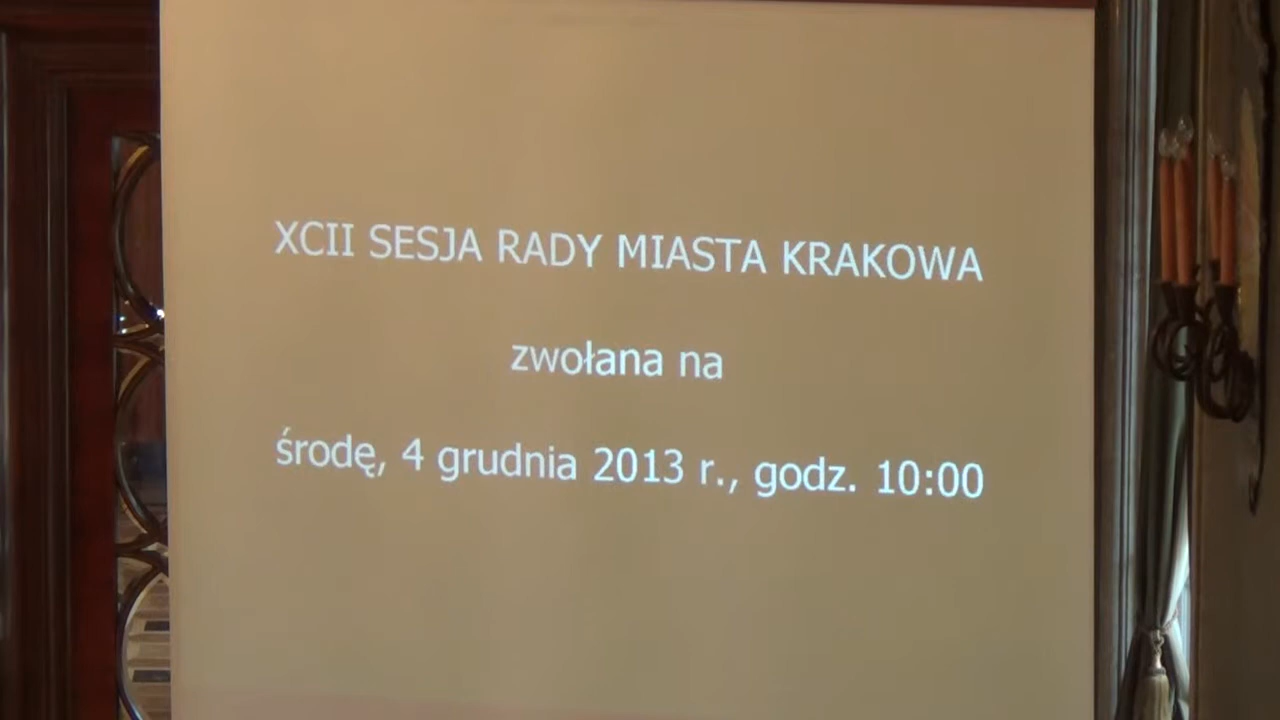 XCII SESJA RADY MIASTA KRAKOWA
zwołana na
środę, 4 grudnia 2013 r., godz. 10:00